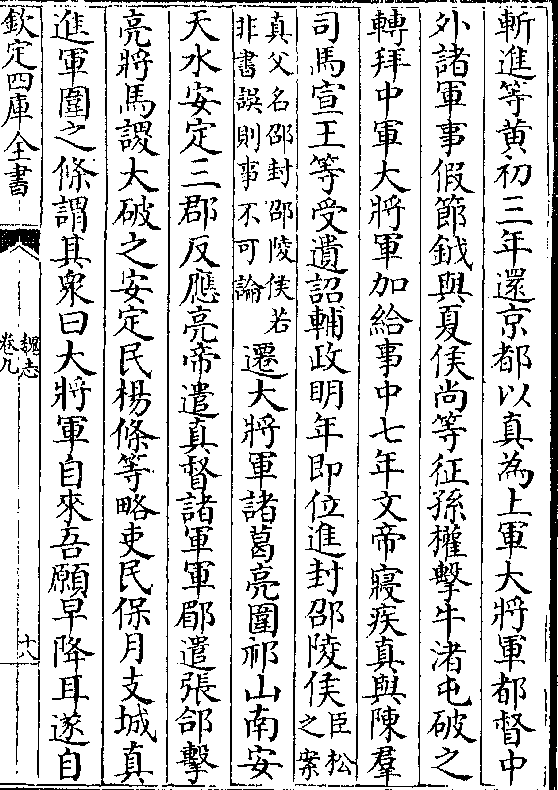 斬進等黄初三年還京都以真為上軍大將軍都督中
外諸軍事假節鉞與夏侯尚等征孫權擊牛渚屯破之
轉拜中軍大將軍加給事中七年文帝寢疾真與陳羣
司馬宣王等受遺詔輔政明年即位進封邵陵侯臣松之案
真父名邵封邵陵侯若非書誤則事不可論遷大將軍諸葛亮圍祁山南安
天水安定三郡反應亮帝遣真督諸軍軍郿遣張郃擊
亮將馬謖大破之安定民楊條等略吏民保月支城真
進軍圍之條謂其衆曰大將軍自來吾願早降耳遂自
欽定四庫全書
魏志
卷九
十八